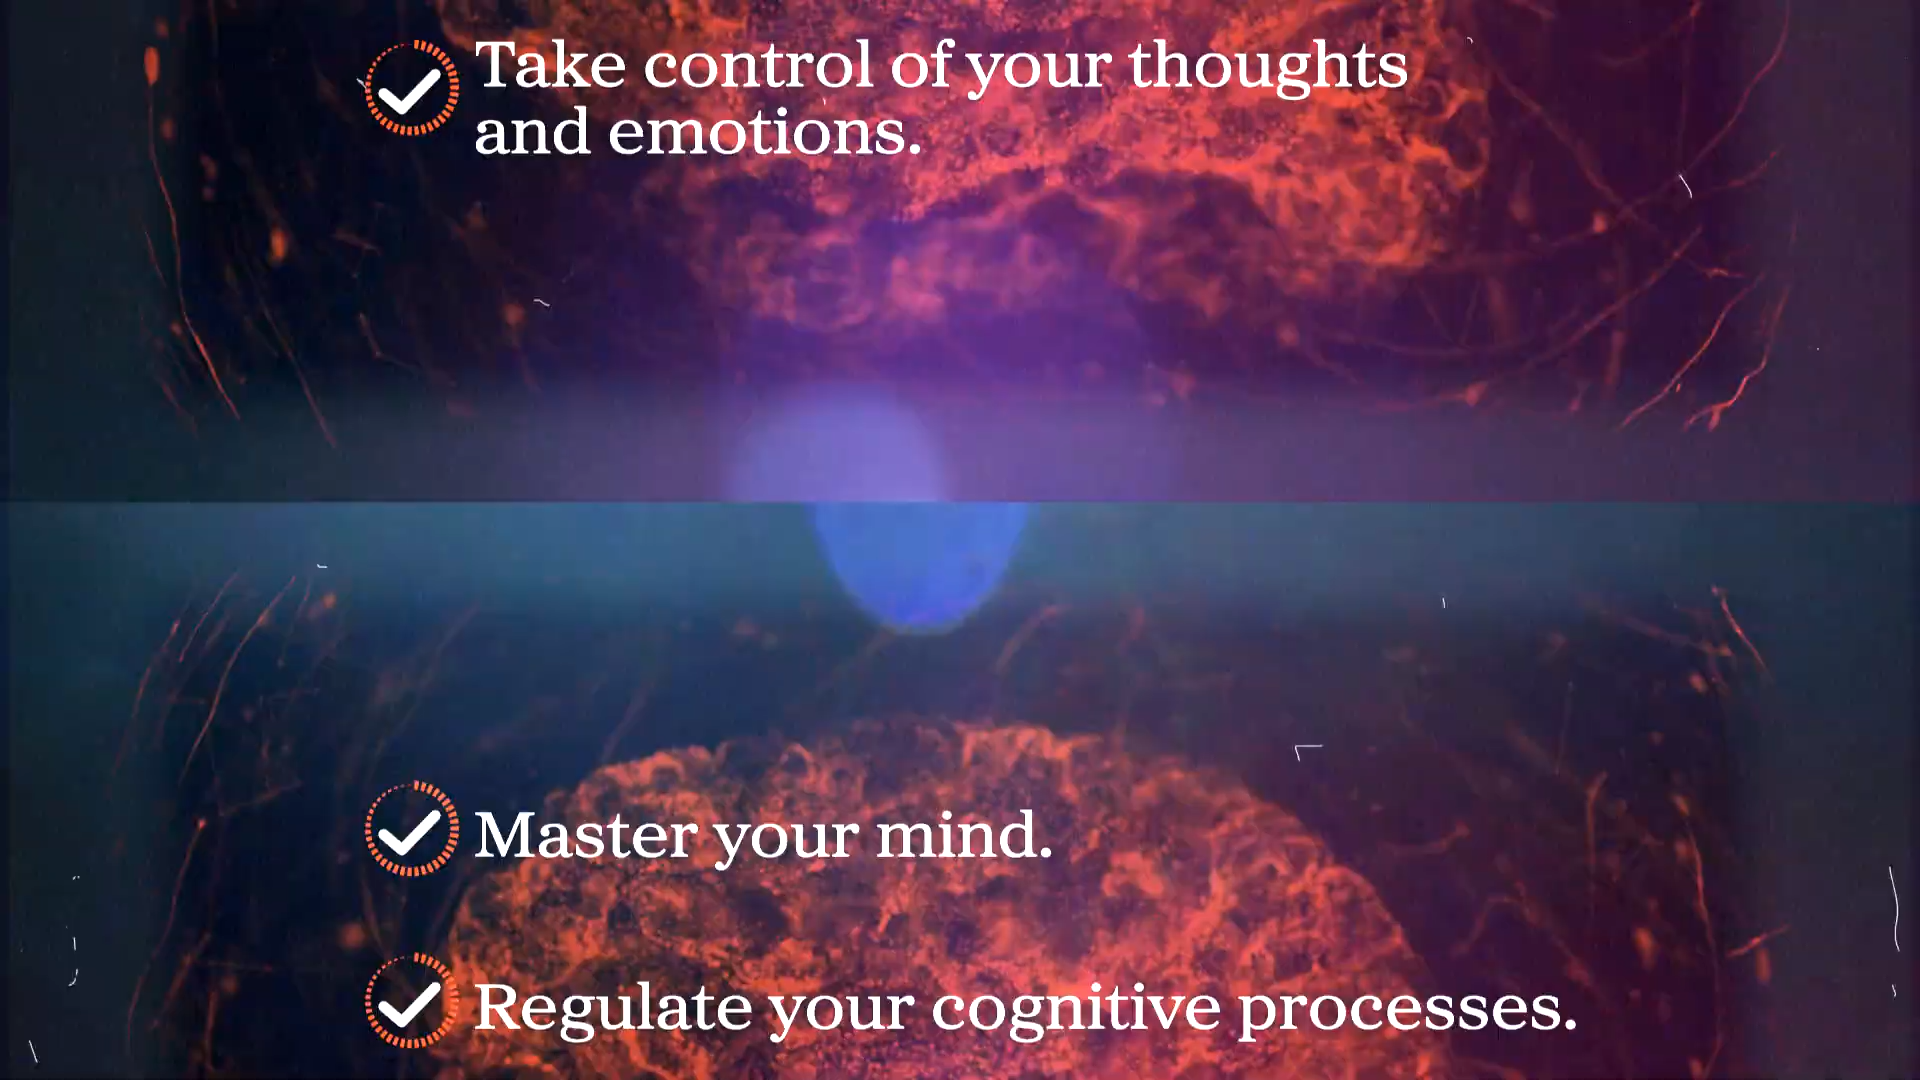 Take control of your thoughts
and emotions.
Master your mind.
Regulate your cognitive processes.